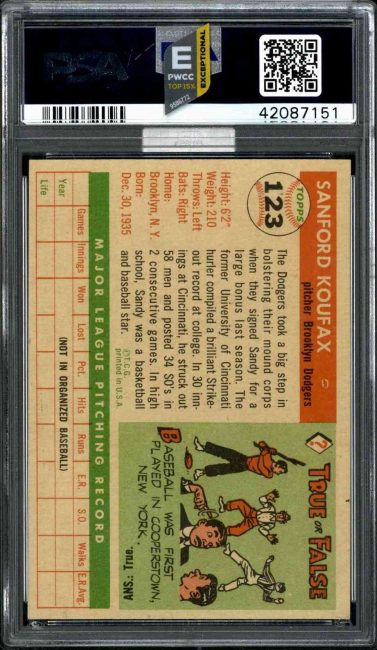 PSA
E
PWCC
TOP 15%
EXCEPTIONAL
42087151
TOPPS
123
SANFORD KOUFAX
pitcher Brooklyn Dodgers
Height: 6'2"
Weight: 210
Throws: Left
Bats: Right
Home:
Brooklyn, N. Y.
Born:
Dec. 30, 1935
The Dodgers took a big step in
bolstering their mound corps
when they signed Sandy for a
large bonus last season. The
former University of Cincinnati
hurler compiled a brilliant Strike-
out record at college. In 30 inn-
ings at Cincinnati, he struck out
58 men and posted 34 SO's in
2 consecutive games. In high
school, Sandy was a basketball
and baseball star.
©T.C.G.
printed in U.S.A
?
TRUE OR FALSE
BASEBALL WAS FIRST
PLAYED IN COOPERSTOWN,
NEW YORK.
ANS.: True.
MAJOR LEAGUE PITCHING RECORD
Year Games Innings Won Lost Pct. Hits Runs E.R. S.O. Walks E.R.Avg.
Life
(NOT IN ORGANIZED BASEBALL)